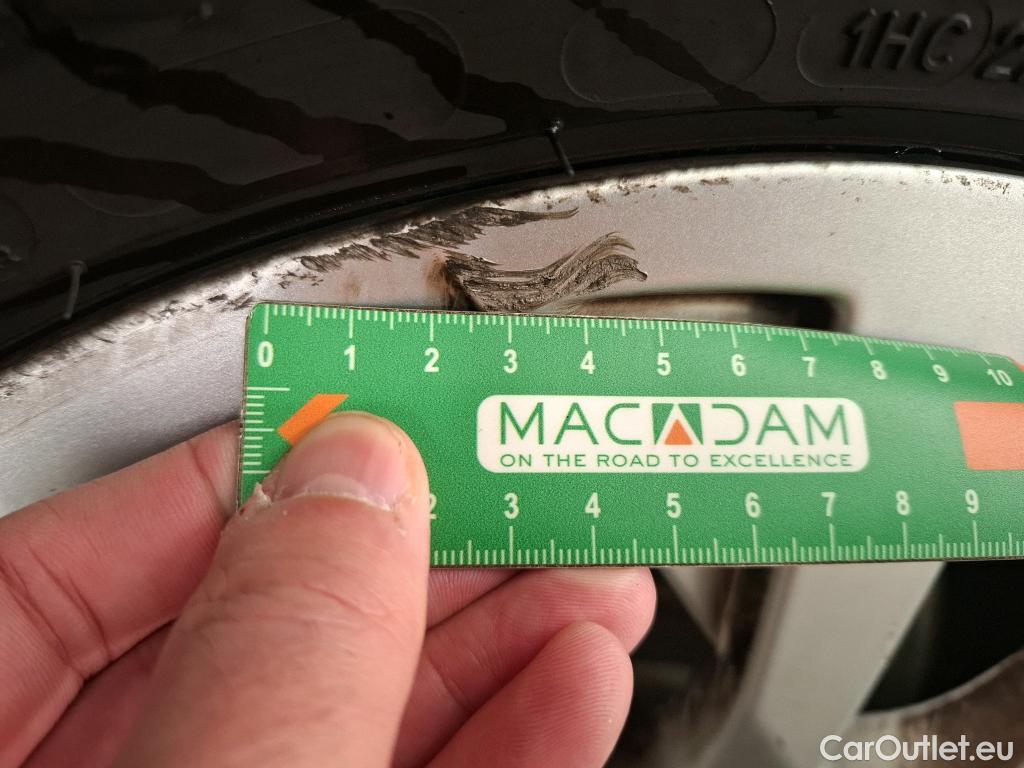 1HC
0 1 2 3 4 5 6 7 8 9 10
MACADAM
ON THE ROAD TO EXCELLENCE
2 3 4 5 6 7 8 9
CarOutlet.eu